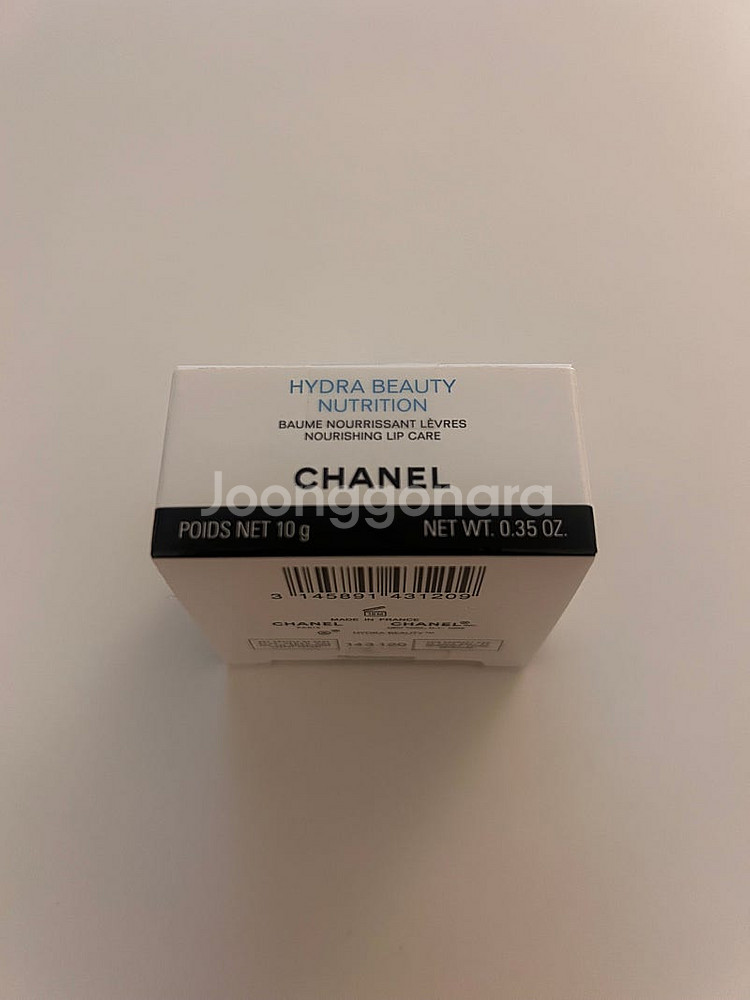 HYDRA BEAUTY
NUTRITION
BAUME NOURRISSANT LÈVRES
NOURISHING LIP CARE
CHANEL
Joonggonara
POIDS NET 10 g NET WT. 0.35 OZ.
3 145891 431209
MADE IN FRANCE
CHANEL CHANEL
HYDRA BEAUTY™
143 120